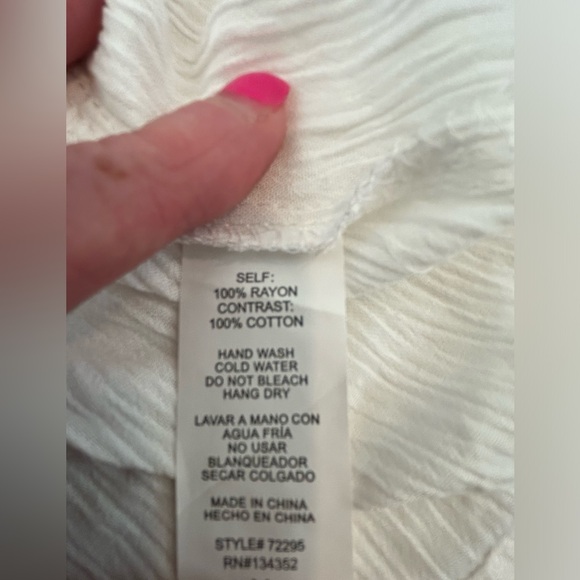 SELF:
100% RAYON
CONTRAST:
100% COTTON
HAND WASH
COLD WATER
DO NOT BLEACH
HANG DRY
LAVAR A MANO CON
AGUA FRÍA
NO USAR
BLANQUEADOR
SECAR COLGADO
MADE IN CHINA
HECHO EN CHINA
STYLE# 72295
RN#134352